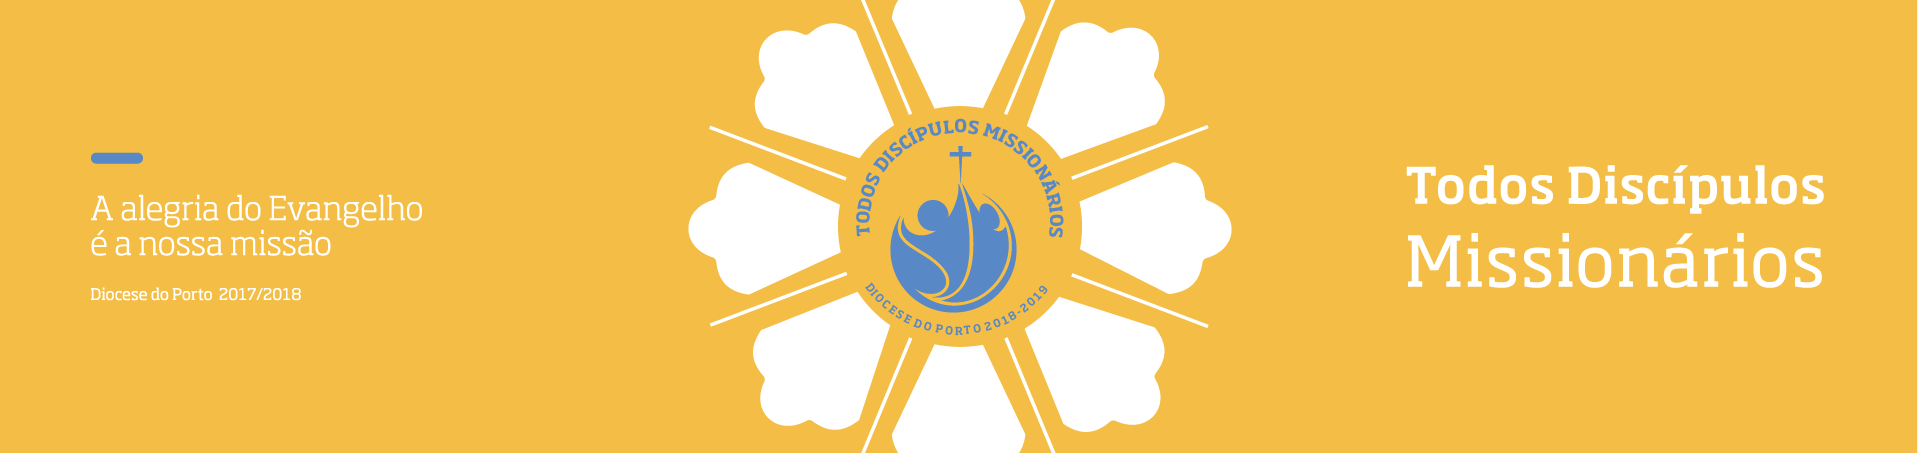 A alegria do Evangelho
é a nossa missão
Diocese do Porto 2017/2018
TODOS DISCÍPULOS MISSIONÁRIOS
DIOCESE DO PORTO 2018-2019
Todos Discípulos
Missionários